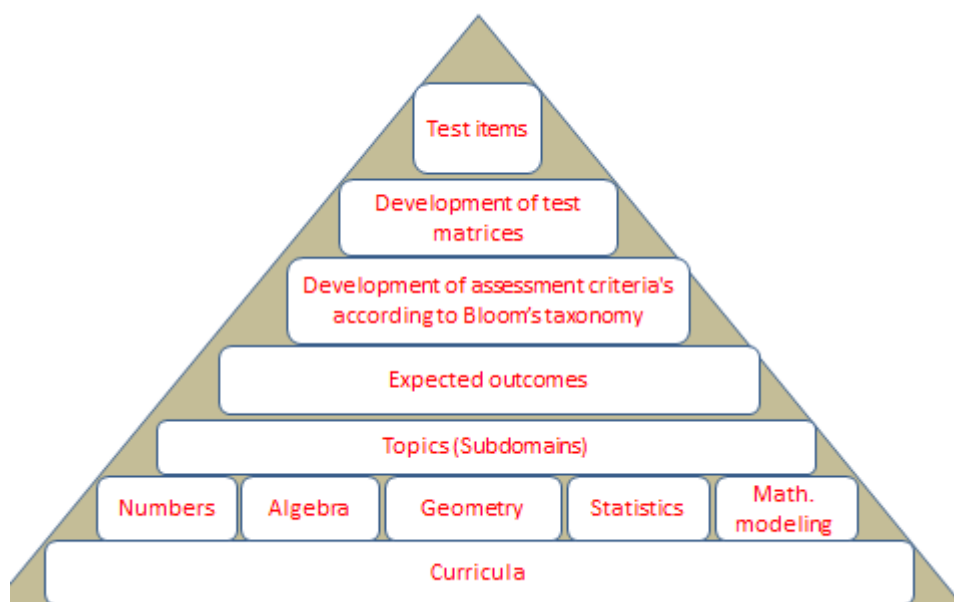 Test items
Development of test
matrices
Development of assessment criteria's
according to Bloom's taxonomy
Expected outcomes
Topics (Subdomains)
Numbers
Algebra
Geometry
Statistics
Math.
modeling
Curricula